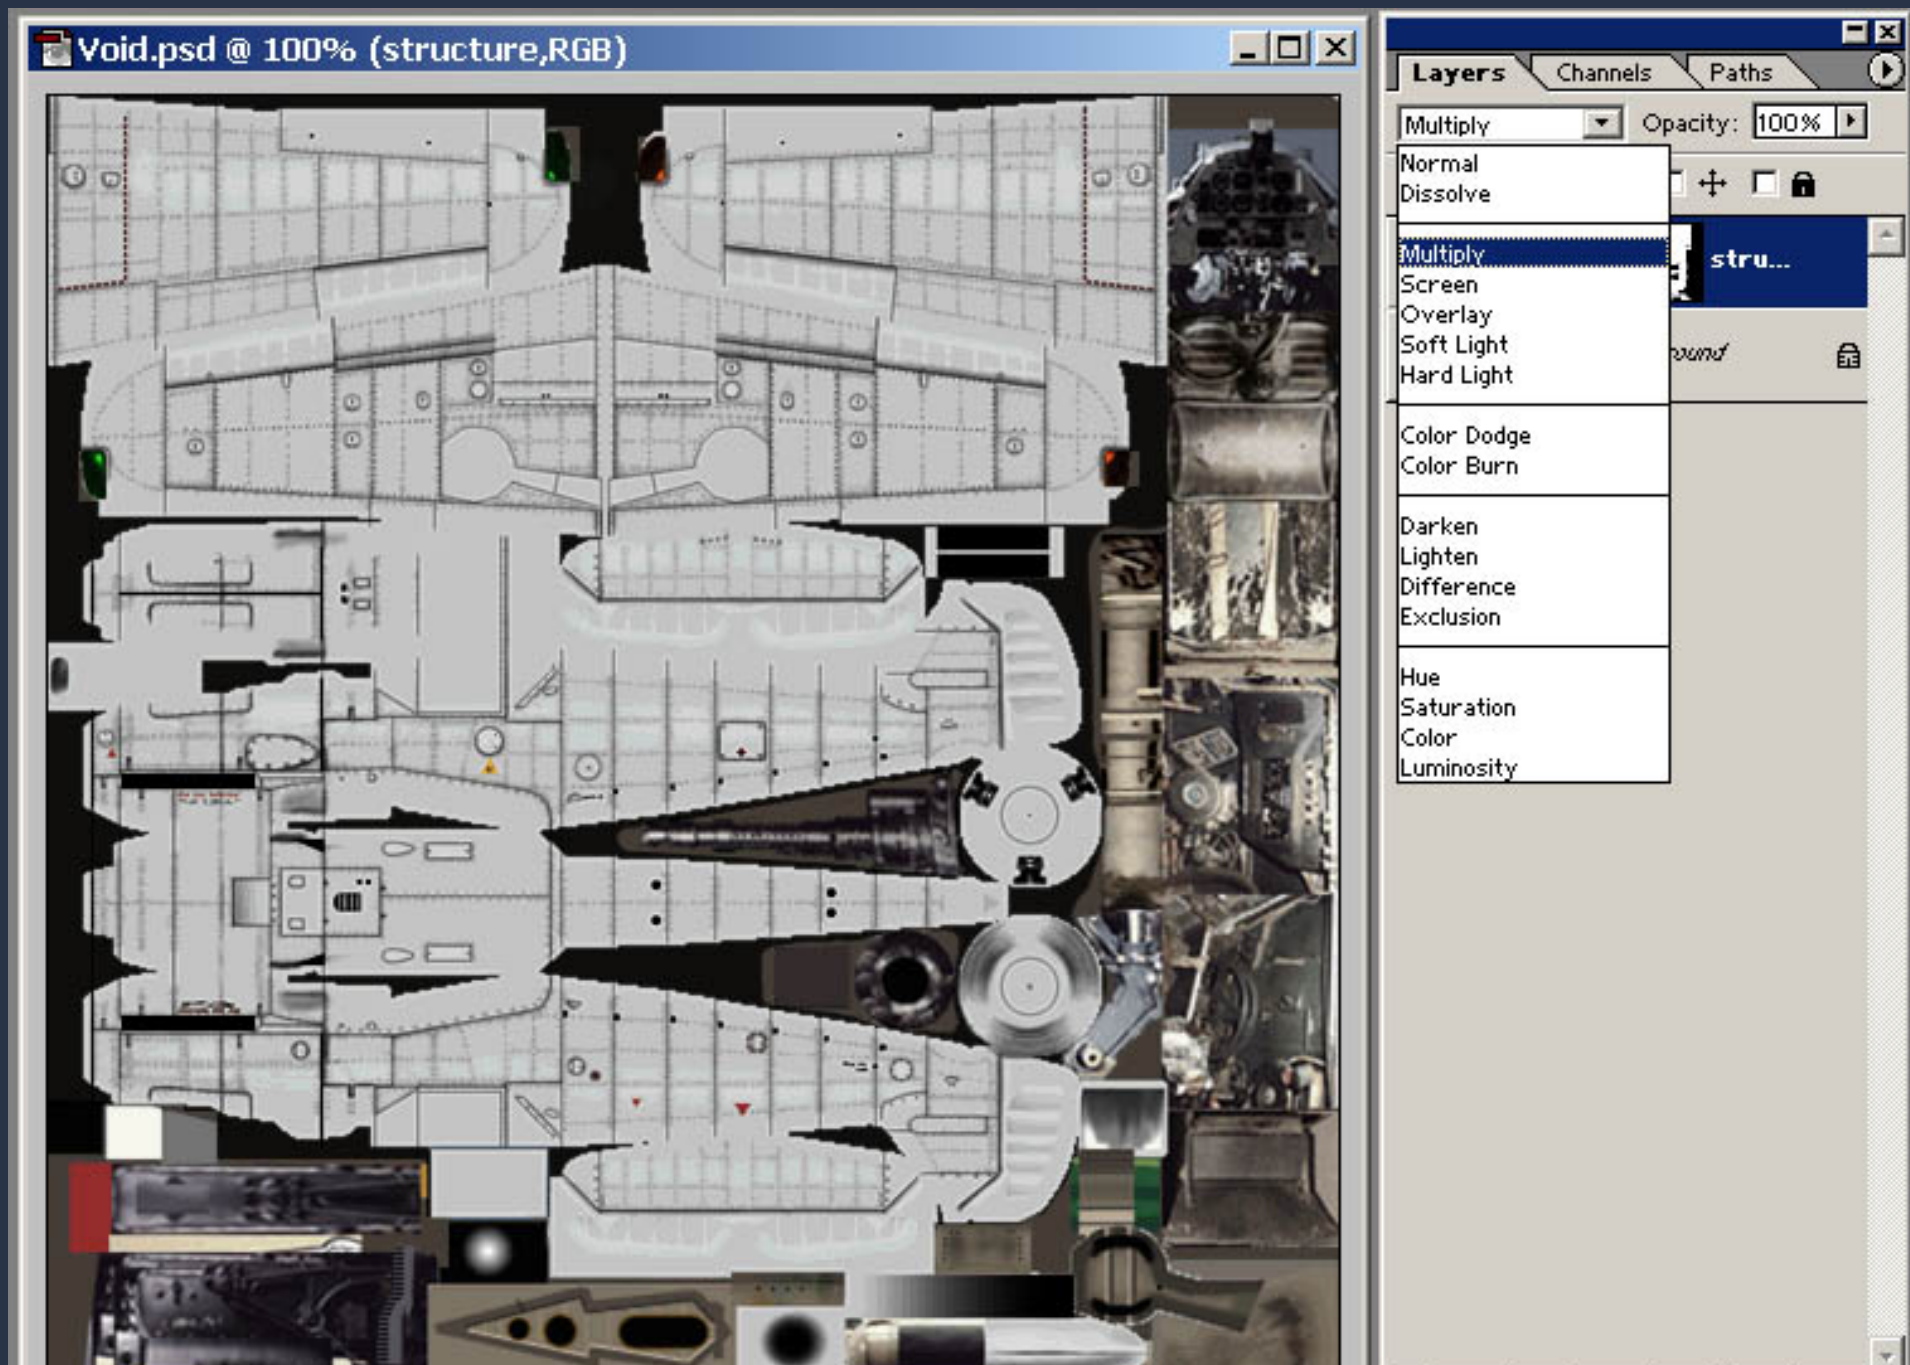 Void.psd @ 100% (structure,RGB)
Layers
Channels
Paths
Multiply
Opacity:
100%
Normal
Dissolve
Multiply
Screen
Overlay
Soft Light
Hard Light
Color Dodge
Color Burn
Darken
Lighten
Difference
Exclusion
Hue
Saturation
Color
Luminosity
stru...
ound